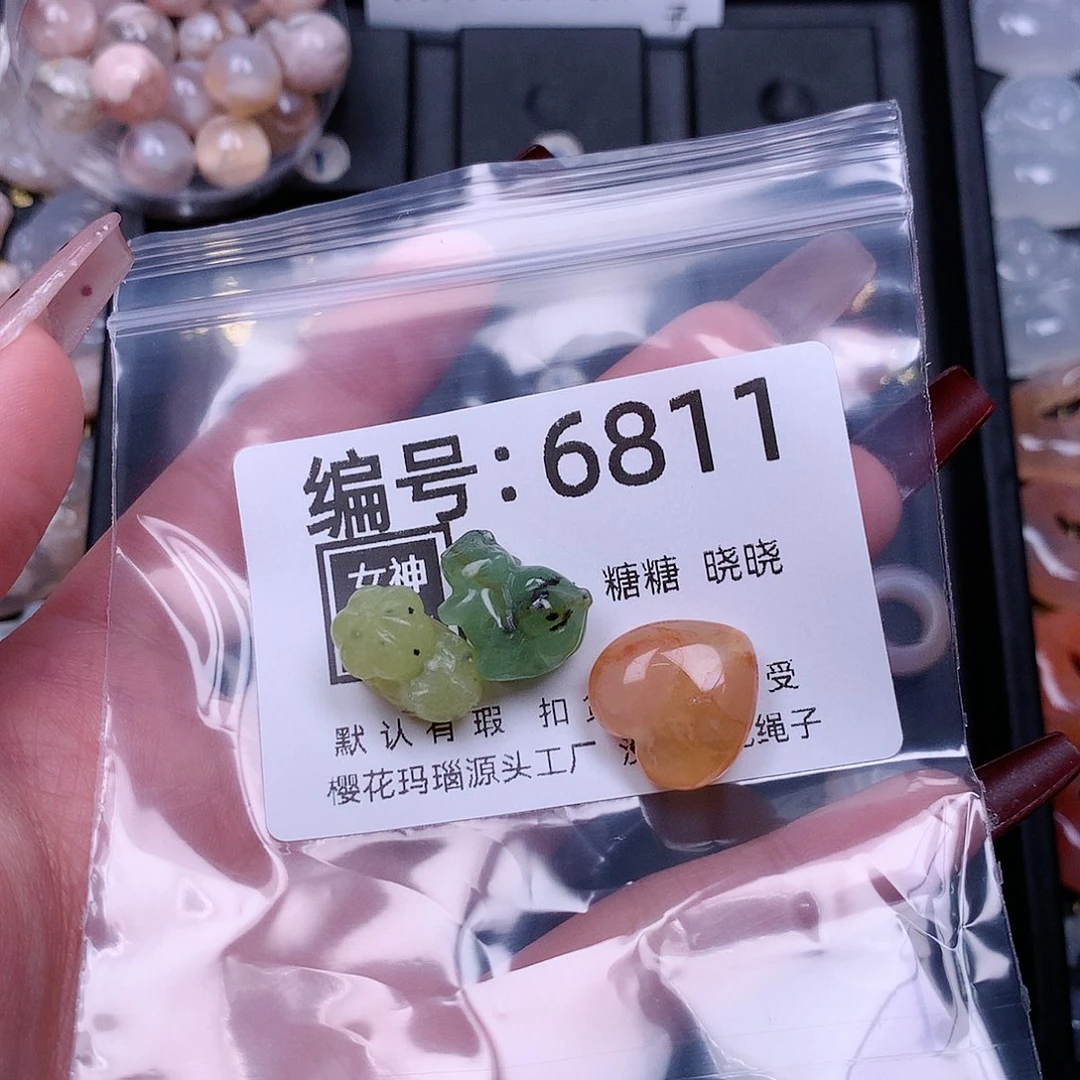 子
编号:6811
女神
糖糖 晓晓
默认有瑕 扣 受
樱花玛瑙源头工厂 绳子